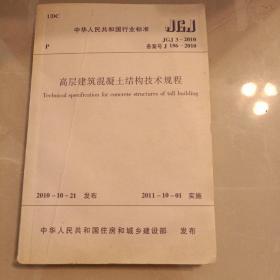 UDC
中华人民共和国行业标准
JGJ
P
JGJ 3-2010
备案号 J 186-2010
高层建筑混凝土结构技术规程
Technical specification for concrete structures of tall building
2010-10-21 发布
2011-10-01 实施
中华人民共和国住房和城乡建设部 发布